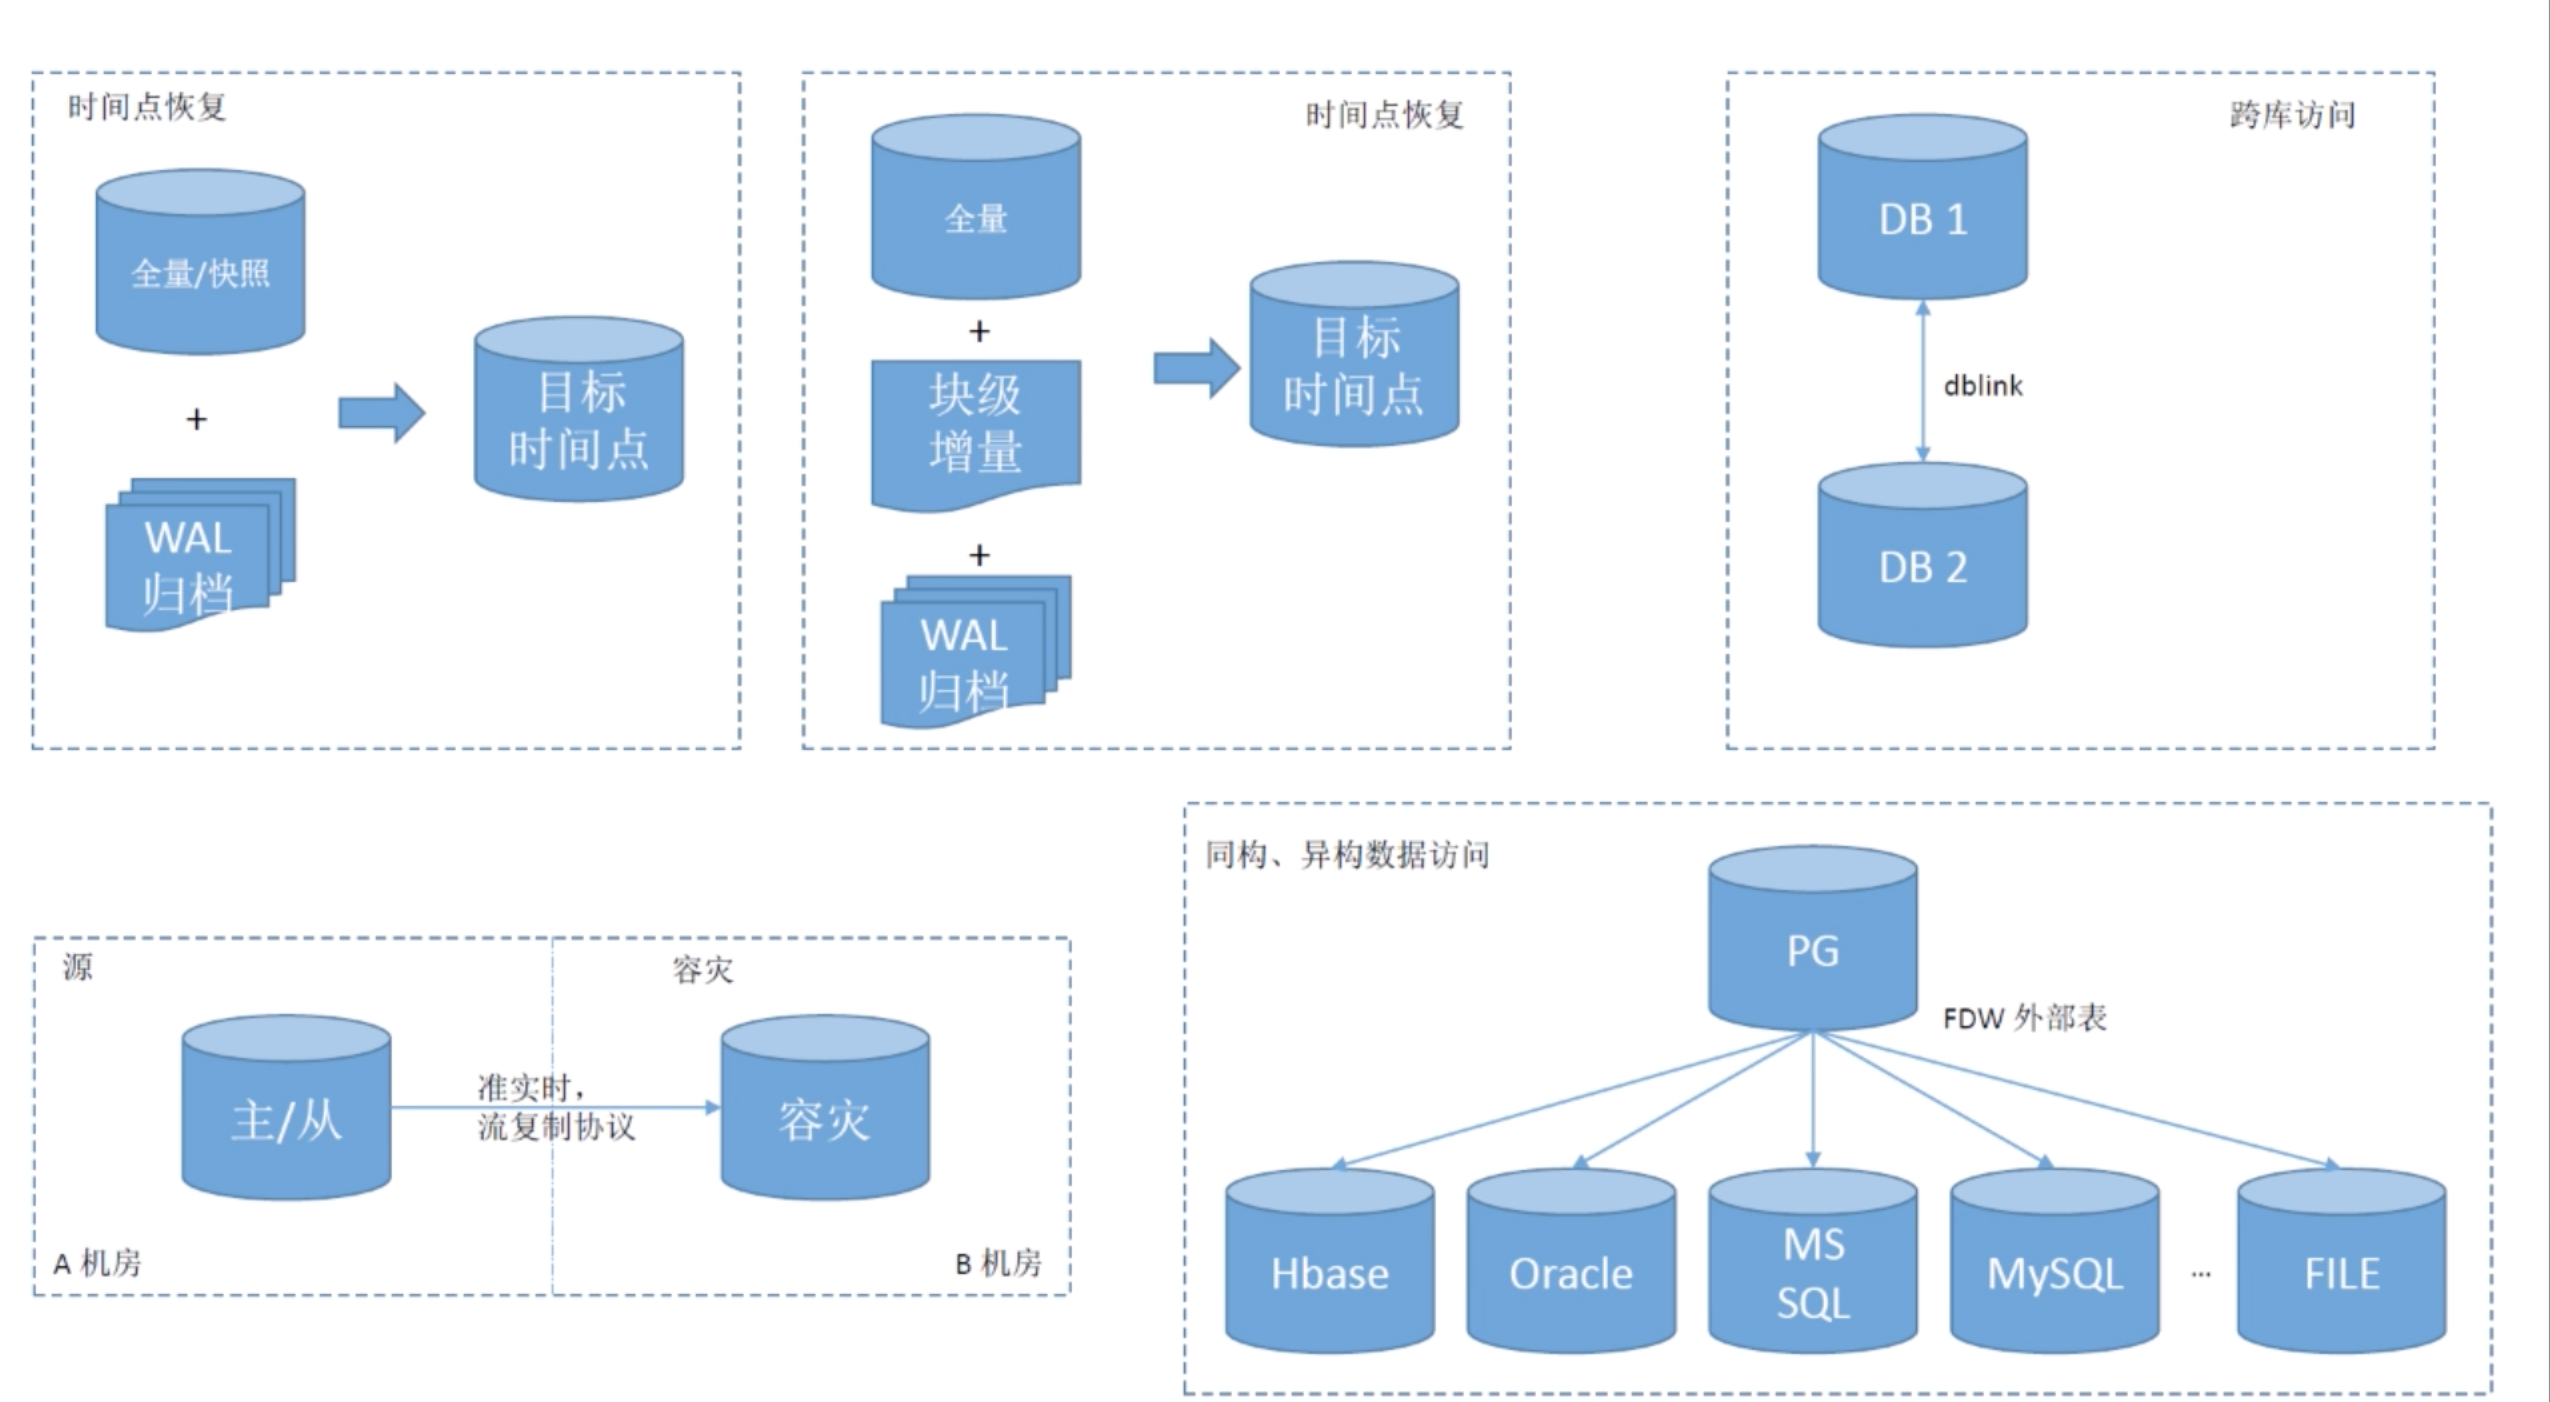 时间点恢复
全量/快照
+
WAL
归档
目标
时间点
时间点恢复
全量
+
块级
增量
+
WAL
归档
目标
时间点
跨库访问
DB 1
dblink
DB 2
源
容灾
主/从
准实时，
流复制协议
容灾
A 机房
B 机房
同构、异构数据访问
PG
FDW 外部表
Hbase
Oracle
MS
SQL
MySQL
...
FILE